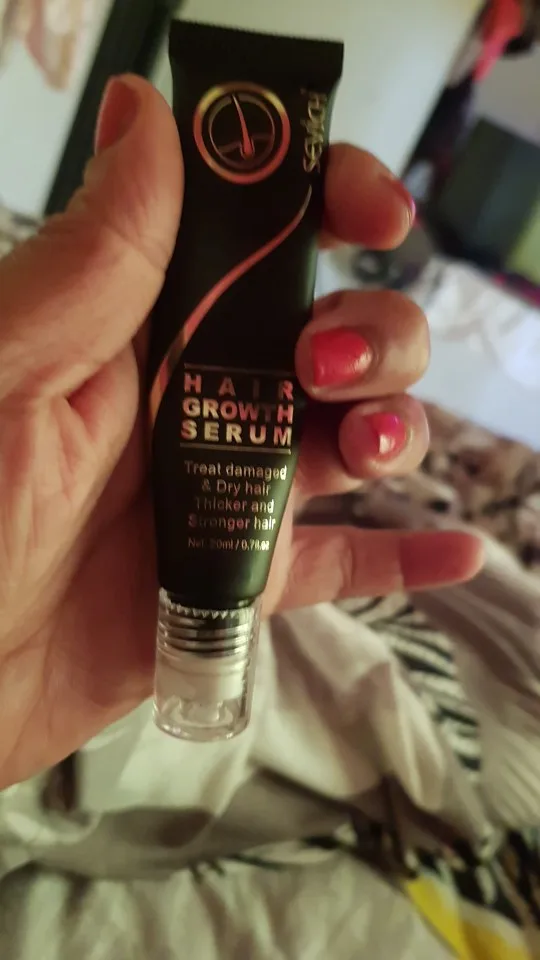 SEVICH
HAIR
GROWTH
SERUM
Treat damaged
& Dry hair
Thicker and
Stronger hair
Net: 20ml / 0.7fl.oz